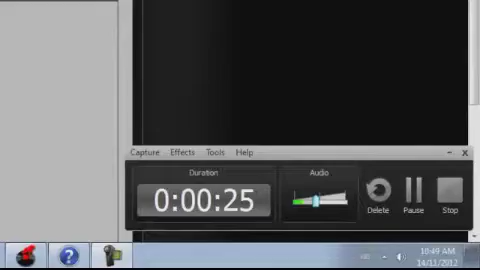 Capture Effects Tools Help
Duration
Audio
0:00:25
Delete Pause Stop
10:49 AM
14/11/2012